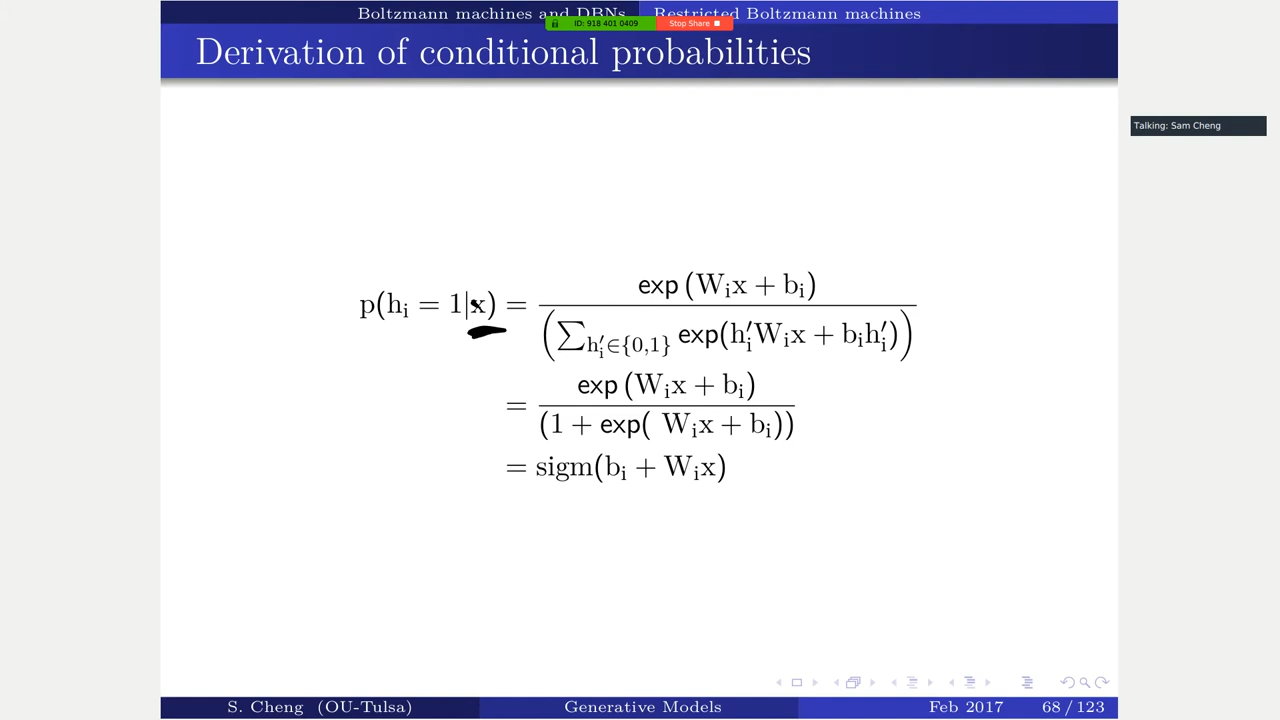 Boltzmann machines and DBNs Restricted Boltzmann machines
ID: 918 401 0409 Stop Share
Derivation of conditional probabilities
Talking: Sam Cheng
p(hᵢ = 1|x) = exp (Wᵢx + bᵢ) / (∑ₕ′ᵢ∈{0,1} exp(h′ᵢWᵢx + bᵢh′ᵢ))
= exp (Wᵢx + bᵢ) / (1 + exp( Wᵢx + bᵢ))
= sigm(bᵢ + Wᵢx)
S. Cheng (OU-Tulsa) Generative Models Feb 2017 68 / 123